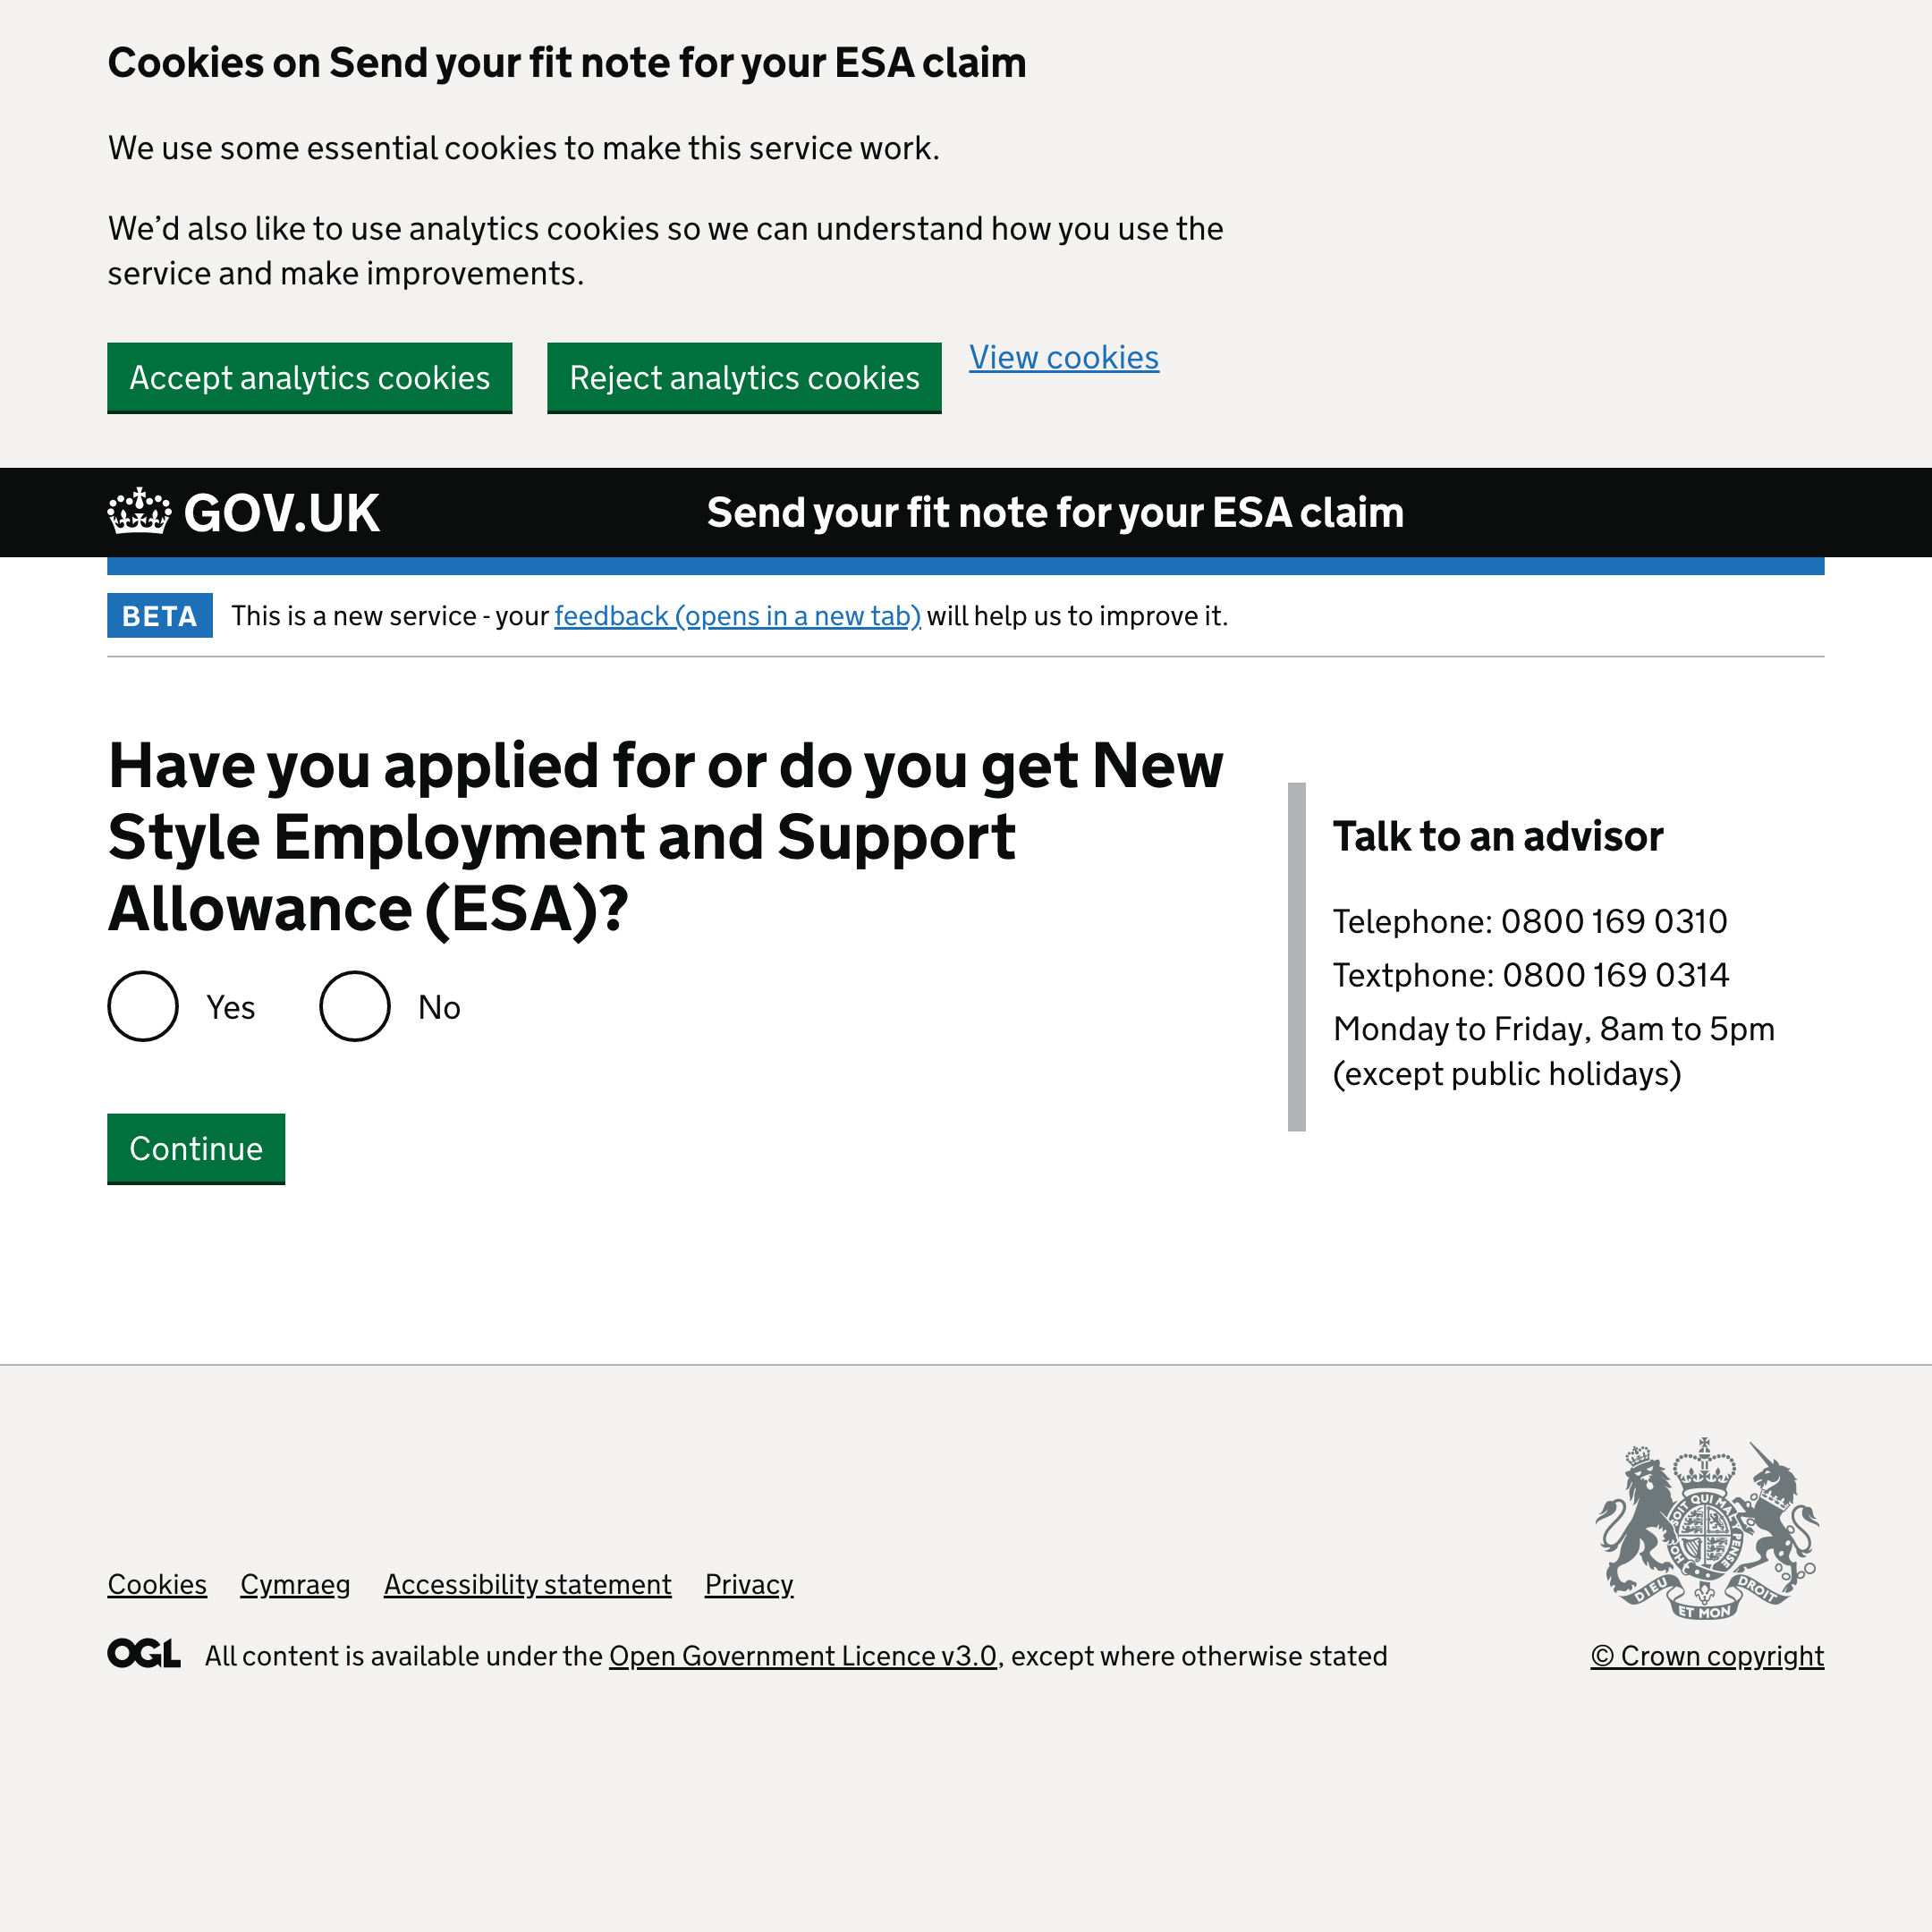 Cookies on Send your fit note for your ESA claim
We use some essential cookies to make this service work.
We’d also like to use analytics cookies so we can understand how you use the
service and make improvements.
Accept analytics cookies
Reject analytics cookies
View cookies
GOV.UK
Send your fit note for your ESA claim
BETA
This is a new service - your feedback (opens in a new tab) will help us to improve it.
Have you applied for or do you get New
Style Employment and Support
Allowance (ESA)?
Yes
No
Continue
Talk to an advisor
Telephone: 0800 169 0310
Textphone: 0800 169 0314
Monday to Friday, 8am to 5pm
(except public holidays)
Cookies
Cymraeg
Accessibility statement
Privacy
OGL
All content is available under the Open Government Licence v3.0, except where otherwise stated
SOIT QUI MAL Y PENSE
DIEU ET MON DROIT
© Crown copyright